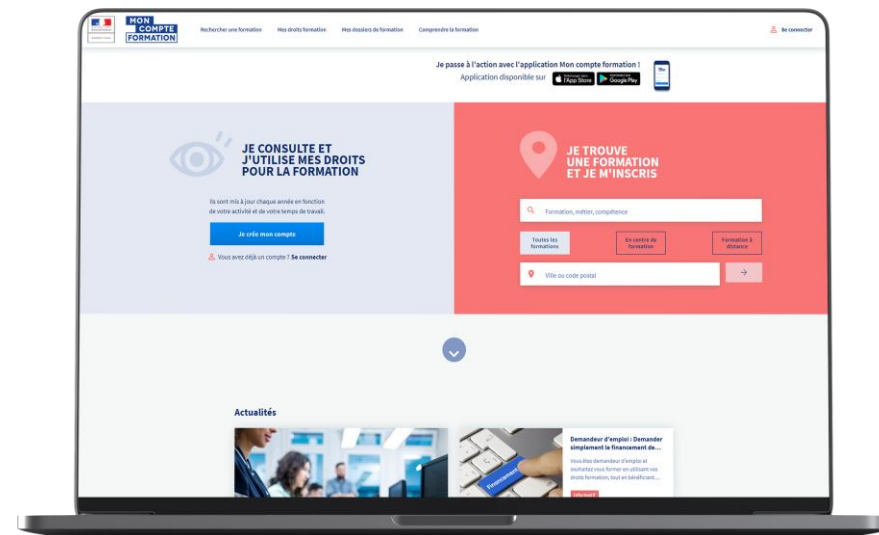 MON
COMPTE
FORMATION
Rechercher une formation
Mes droits formation
Mes dossiers de formation
Comprendre la formation
Se connecter
Je passe à l'action avec l'application Mon compte formation !
Application disponible sur
l'App Store
Google Play
JE CONSULTE ET
J'UTILISE MES DROITS
POUR LA FORMATION
Ils sont mis à jour chaque année en fonction
de votre activité et de votre temps de travail.
Je crée mon compte
Vous avez déjà un compte ? Se connecter
JE TROUVE
UNE FORMATION
ET JE M'INSCRIS
Formation, métier, compétence
Toutes les
formations
En centre de
formation
Formation à
distance
Ville ou code postal
Actualités
Financement
Demandeur d'emploi : Demander
simplement le financement de...
Vous êtes demandeur d'emploi et
souhaitez vous former en utilisant vos
droits formation, tout en bénéficiant...